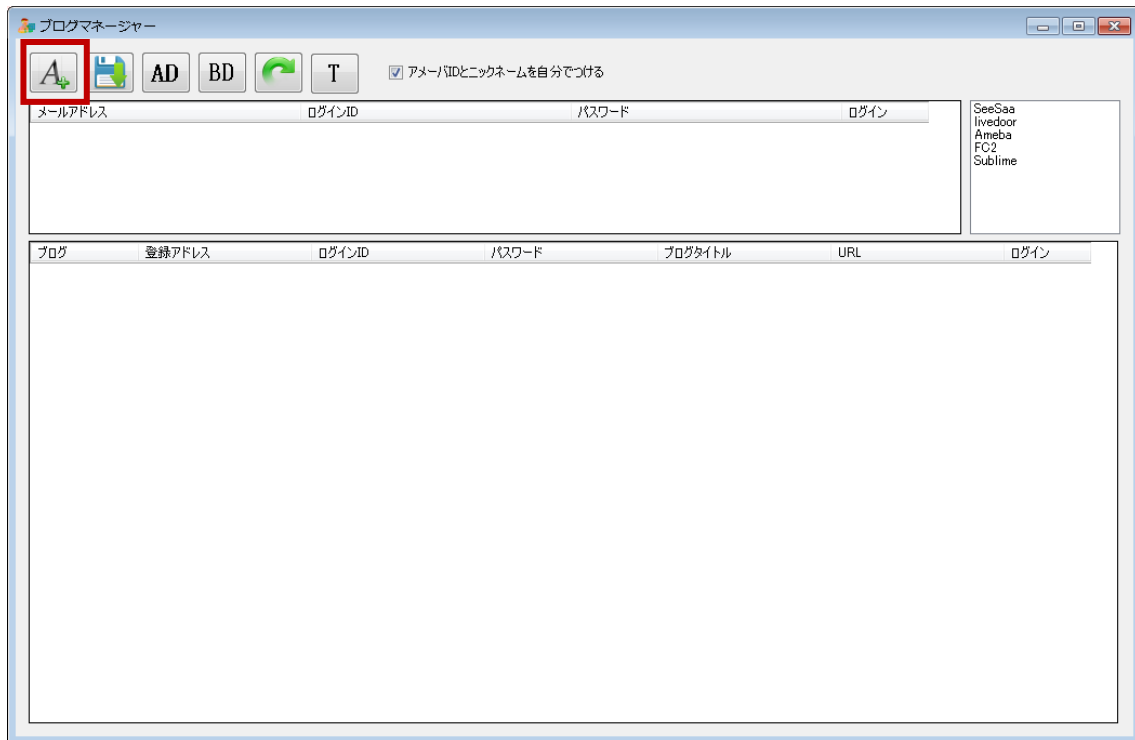 ブログマネージャー
A AD BD T アメーバIDとニックネームを自分でつける
メールアドレス ログインID パスワード ログイン
SeeSaa
livedoor
Ameba
FC2
Sublime
ブログ 登録アドレス ログインID パスワード ブログタイトル URL ログイン